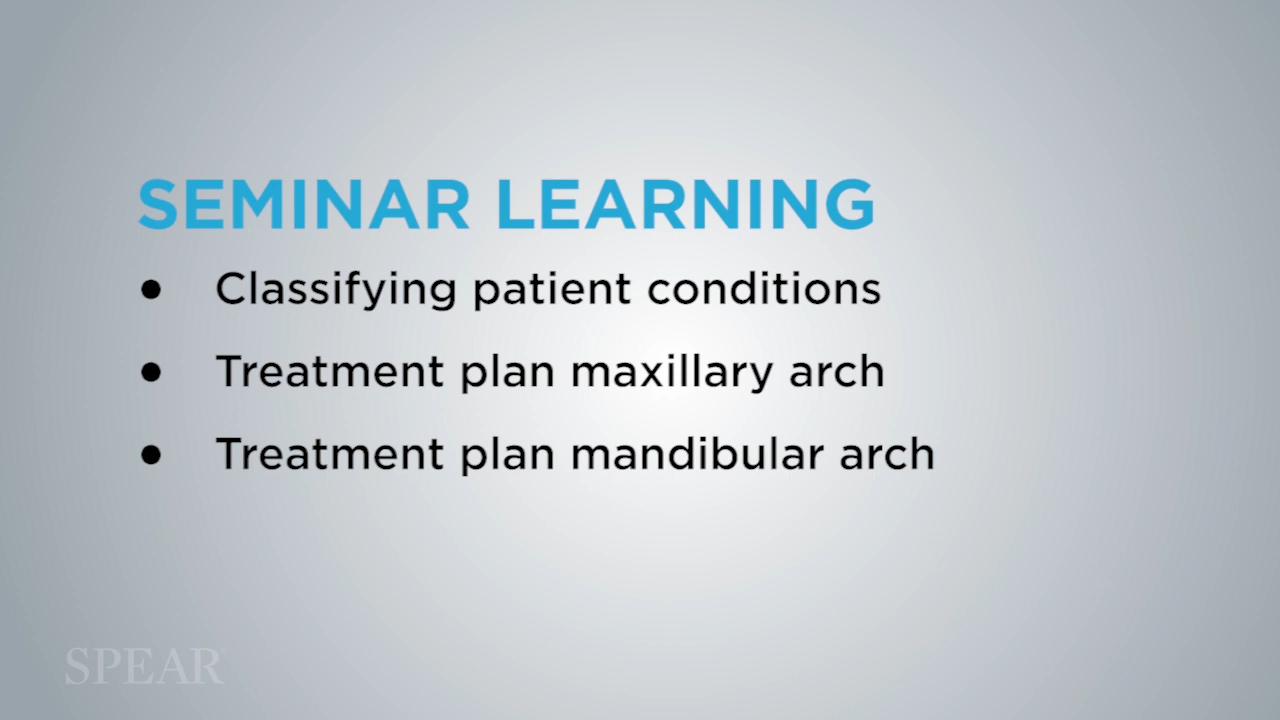 SEMINAR LEARNING
• Classifying patient conditions
• Treatment plan maxillary arch
• Treatment plan mandibular arch
SPEAR